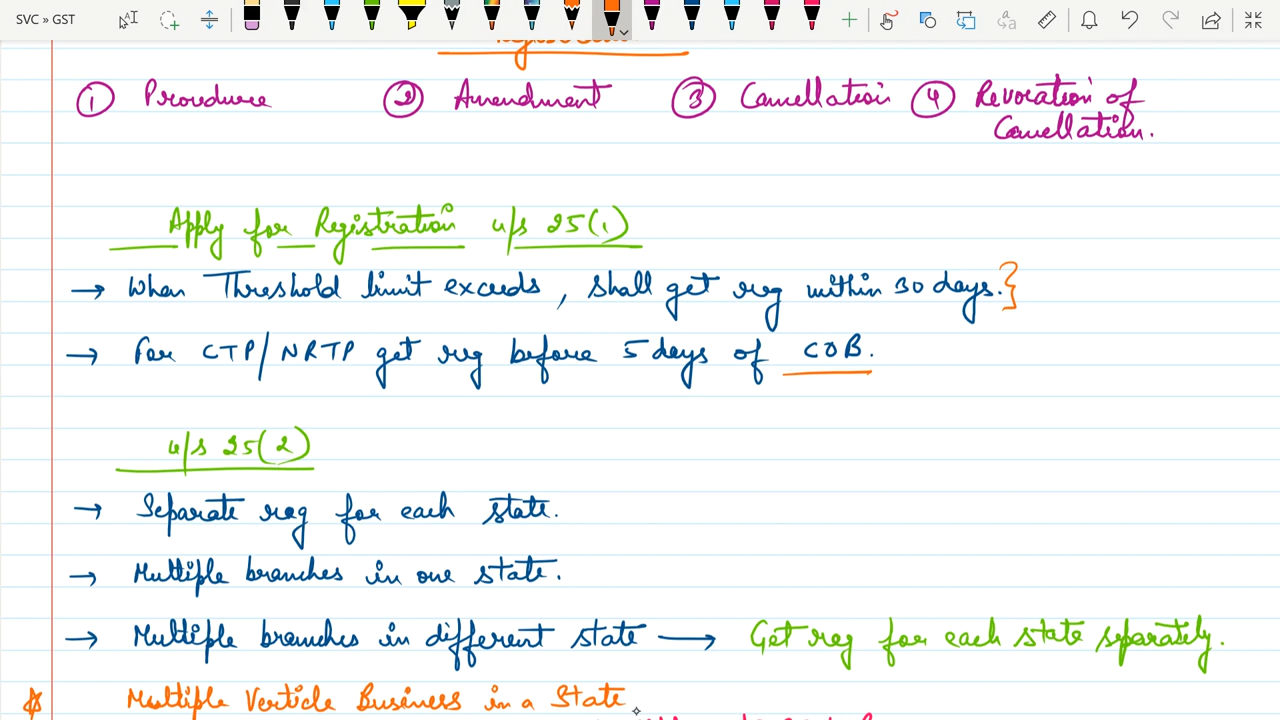 SVC » GST
① Procedure ② Amendment ③ Cancellation ④ Revocation of Cancellation.
Apply for Registration u/s 25(1)
→ When Threshold limit exceeds, shall get reg within 30 days.}
→ For CTP/NRTP get reg before 5 days of COB.
u/s 25(2)
→ Separate reg for each state.
→ Multiple branches in one state.
→ Multiple branches in different state → Get reg for each state separately.
Multiple Verticle Business in a State